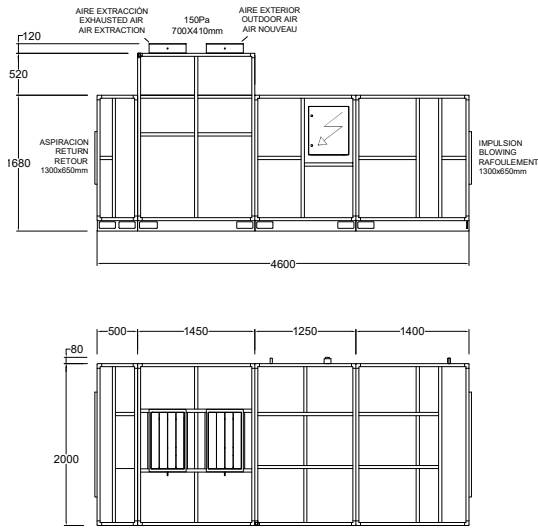 AIRE EXTRACCIÓN
EXHAUSTED AIR
AIR EXTRACTION
150Pa
700X410mm
AIRE EXTERIOR
OUTDOOR AIR
AIR NOUVEAU
120
520
1680
ASPIRACION
RETURN
RETOUR
1300x650mm
IMPULSION
BLOWING
RAFOULEMENT
1300x650mm
4600
500
1450
1250
1400
80
2000